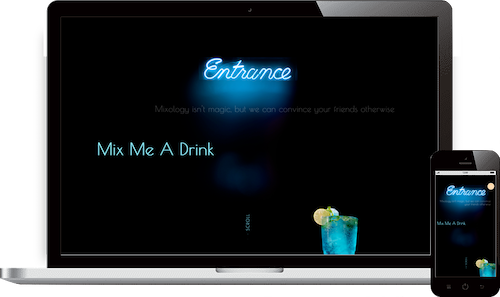 Entrance
Mixology isn't magic, but we can convince your friends otherwise
Mix Me A Drink
SCROLL
Entrance
Mix Me A Drink